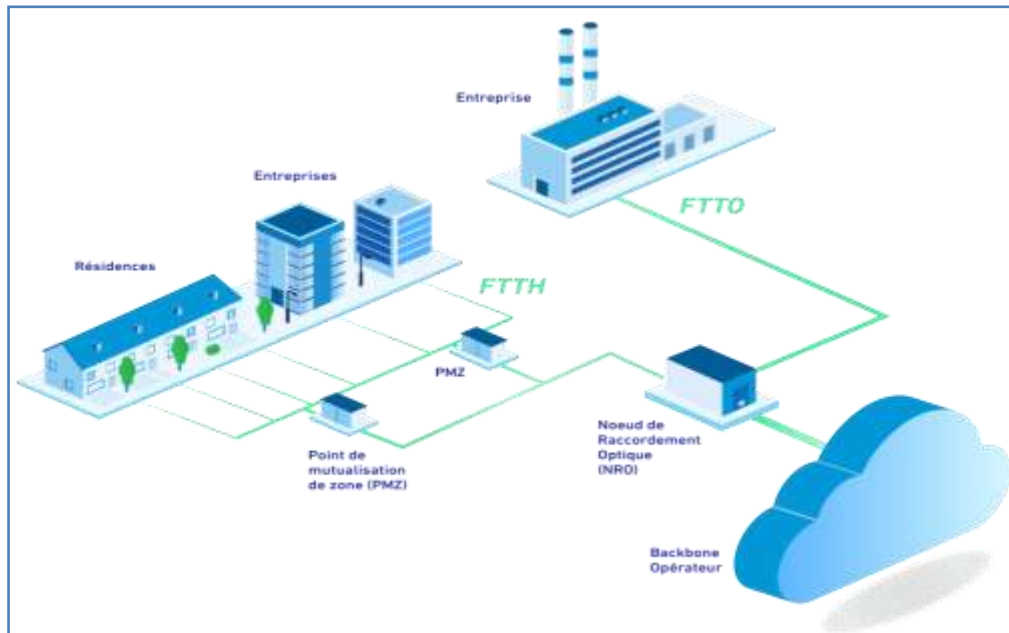 Entreprise
Entreprises
FTTO
Résidences
FTTH
PMZ
Point de
mutualisation
de zone (PMZ)
Noeud de
Raccordement
Optique
(NRO)
Backbone
Opérateur